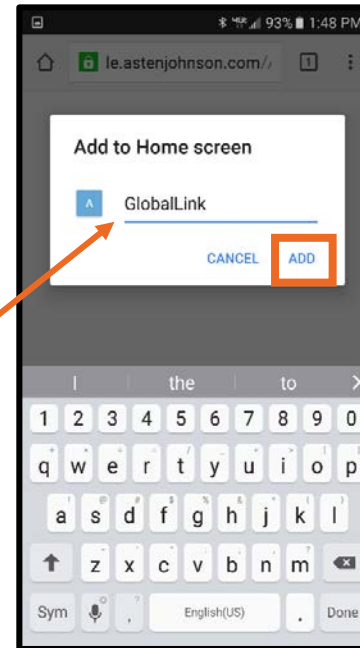 93% 1:48 PM
le.astenjohnson.com/
1
Add to Home screen
A GlobalLink
CANCEL ADD
I the to
1 2 3 4 5 6 7 8 9 0
q w e r t y u i o p
a s d f g h j k l
z x c v b n m
Sym , English(US) . Done